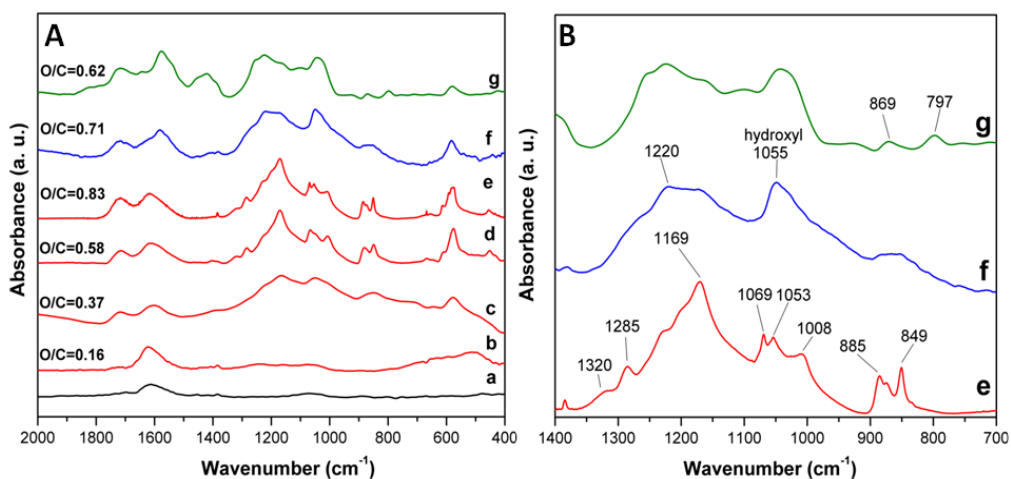 A
O/C=0.62
g
O/C=0.71
f
O/C=0.83
e
O/C=0.58
d
O/C=0.37
c
O/C=0.16
b
a
Absorbance (a. u.)
2000 1800 1600 1400 1200 1000 800 600 400
Wavenumber (cm⁻¹)
B
869
797
g
hydroxyl
1220
1055
f
1169
1069
1053
1285
1008
885
849
1320
e
Absorbance (a. u.)
1400 1300 1200 1100 1000 900 800 700
Wavenumber (cm⁻¹)